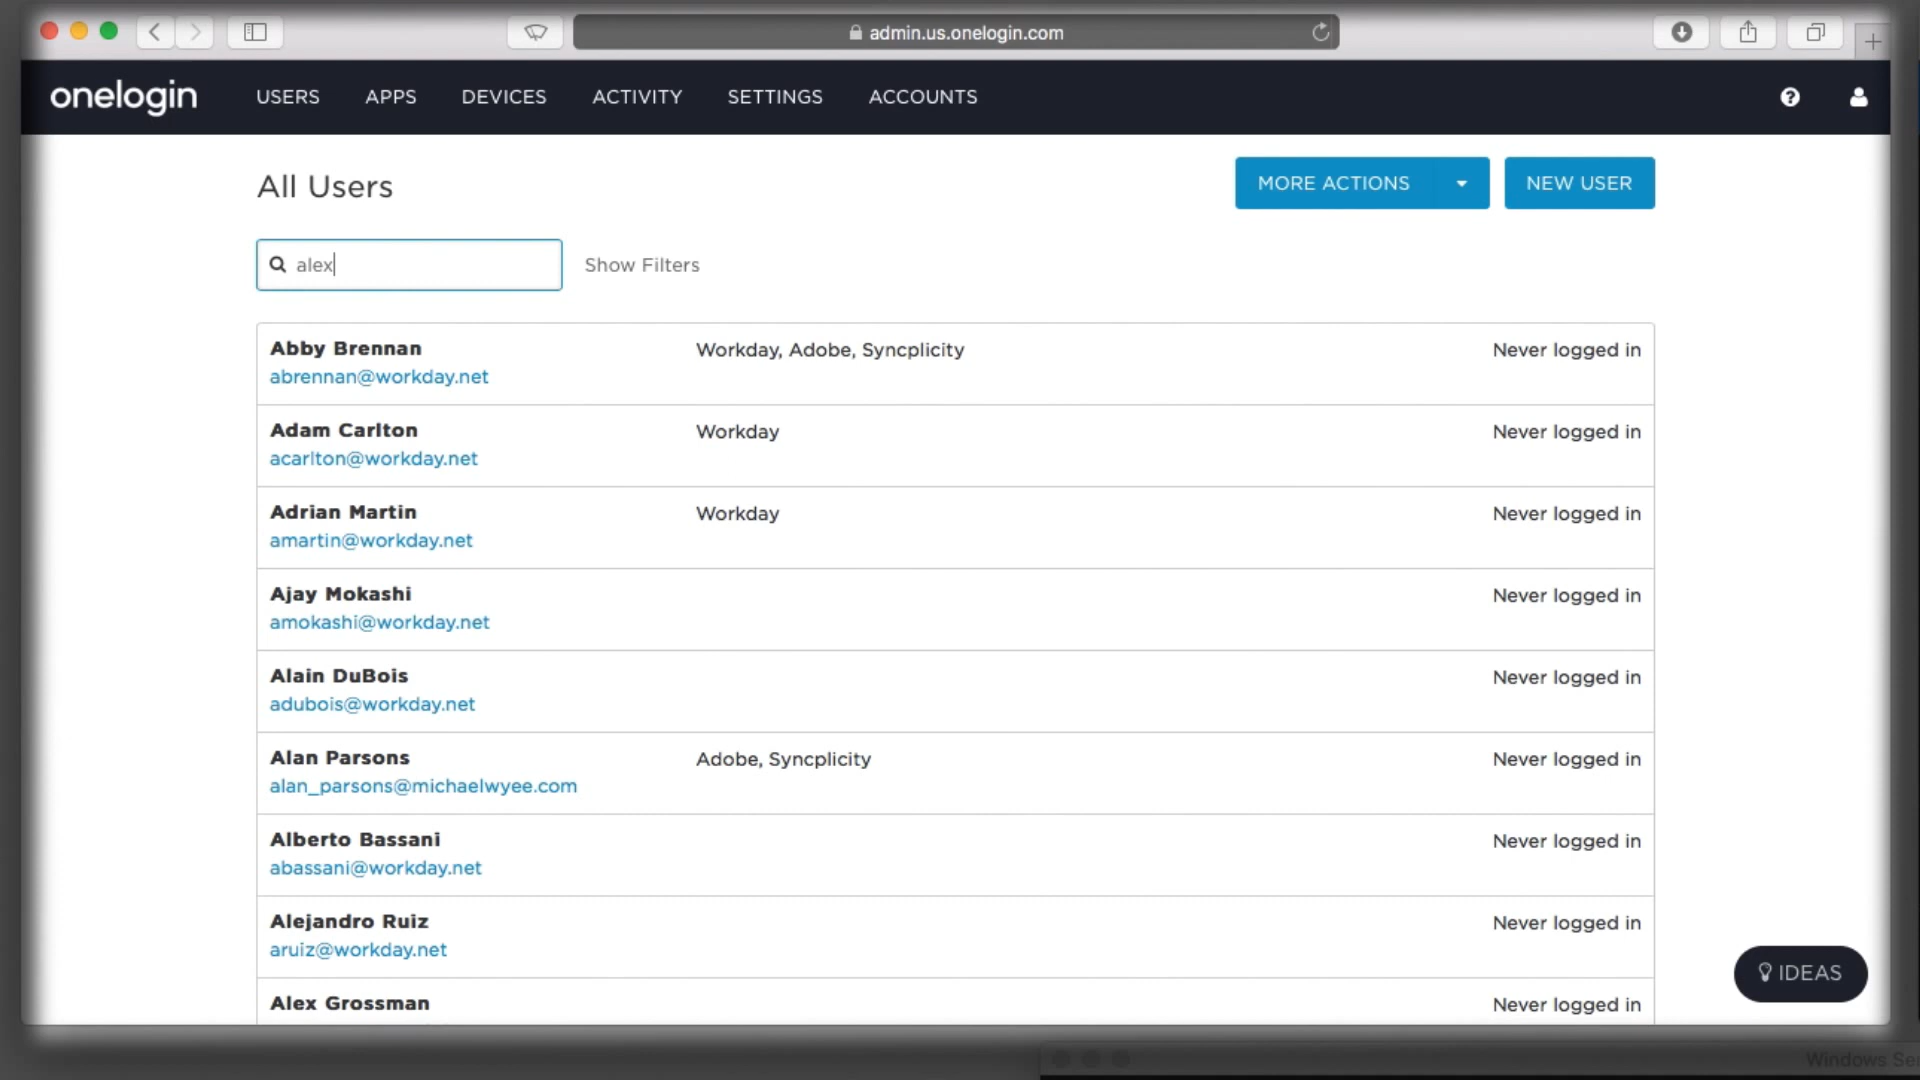 admin.us.onelogin.com
onelogin USERS APPS DEVICES ACTIVITY SETTINGS ACCOUNTS
All Users MORE ACTIONS NEW USER
alex Show Filters
Abby Brennan Workday, Adobe, Syncplicity Never logged in
abrennan@workday.net
Adam Carlton Workday Never logged in
acarlton@workday.net
Adrian Martin Workday Never logged in
amartin@workday.net
Ajay Mokashi Never logged in
amokashi@workday.net
Alain DuBois Never logged in
adubois@workday.net
Alan Parsons Adobe, Syncplicity Never logged in
alan_parsons@michaelwyee.com
Alberto Bassani Never logged in
abassani@workday.net
Alejandro Ruiz Never logged in
aruiz@workday.net
IDEAS
Alex Grossman Never logged in
Windows